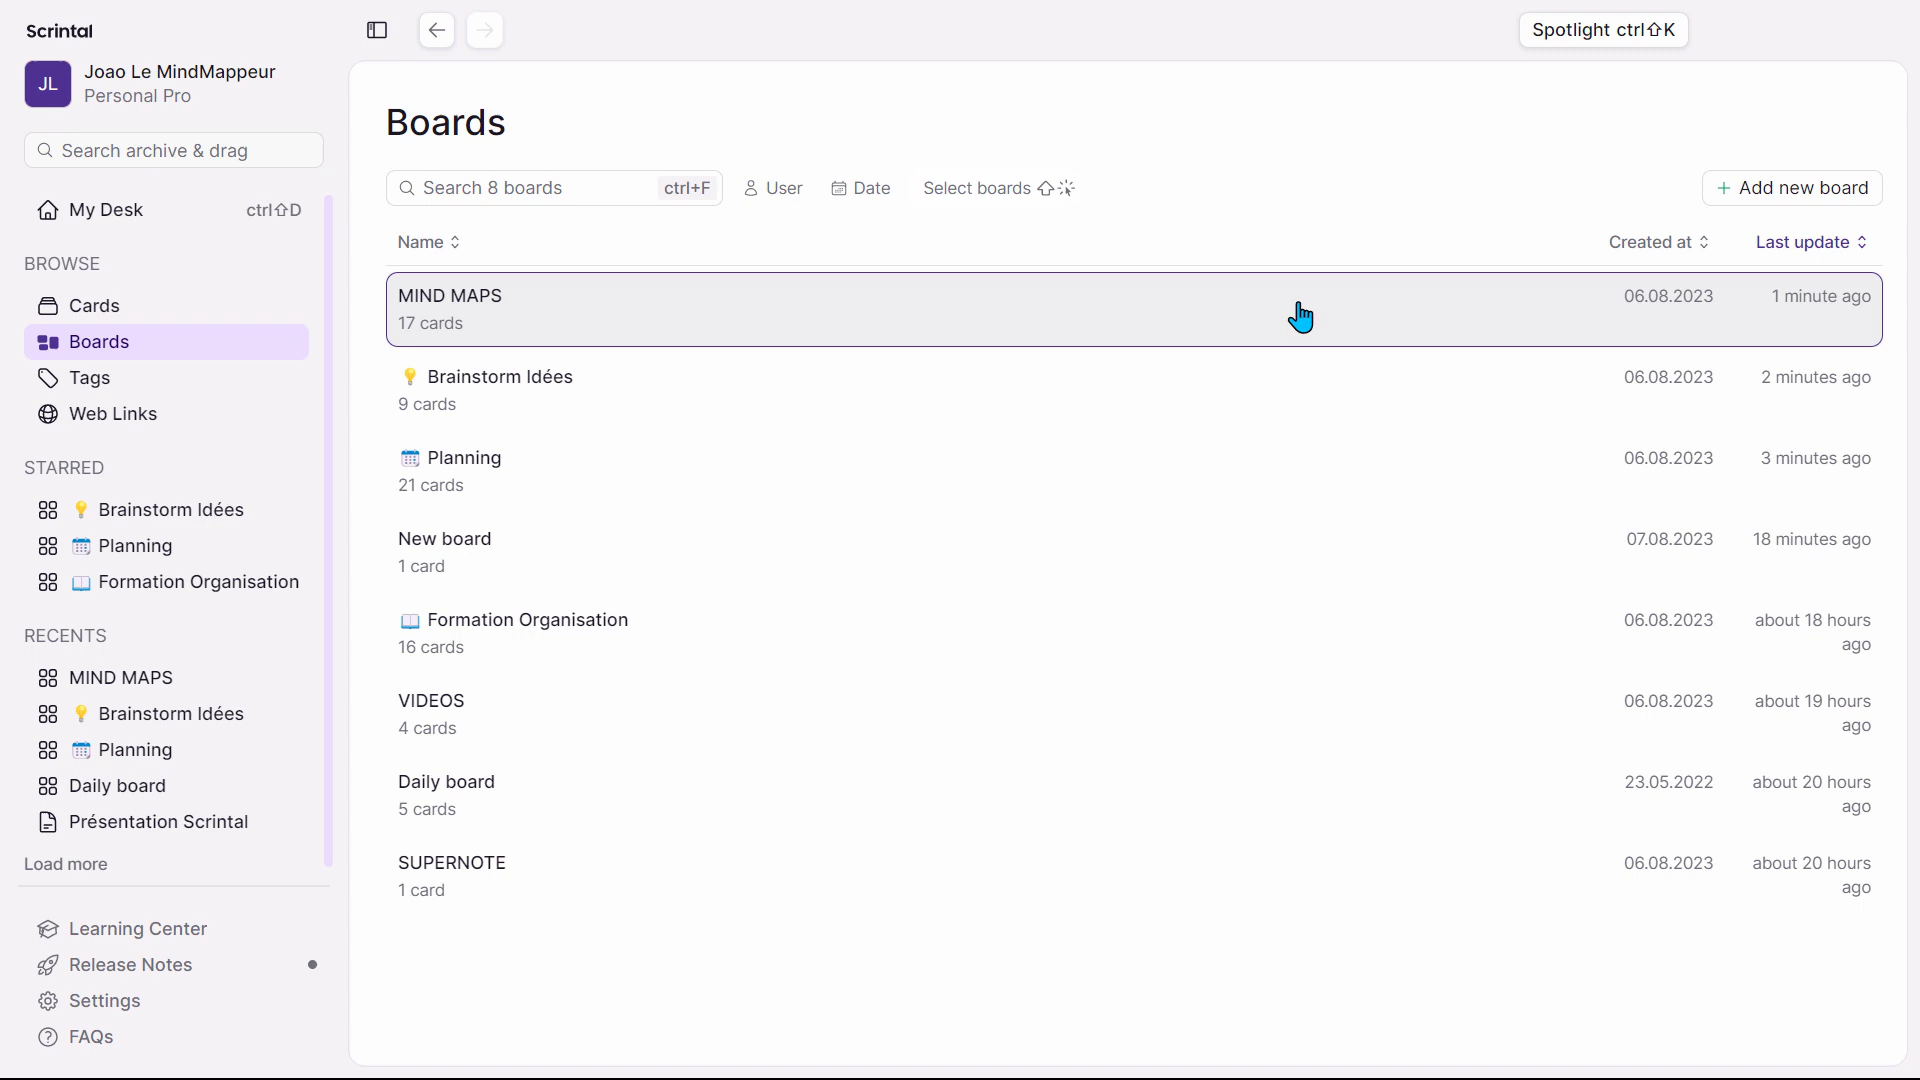 Scrintal
JL
Joao Le MindMappeur
Personal Pro
Search archive & drag
My Desk ctrl⇧D
BROWSE
Cards
Boards
Tags
Web Links
STARRED
💡 Brainstorm Idées
🗓️ Planning
📖 Formation Organisation
RECENTS
MIND MAPS
💡 Brainstorm Idées
🗓️ Planning
Daily board
Présentation Scrintal
Load more
Learning Center
Release Notes
Settings
FAQs
Spotlight ctrl⇧K
Boards
Search 8 boards ctrl+F User Date Select boards ⇧ + Add new board
Name Created at Last update
MIND MAPS 06.08.2023 1 minute ago
17 cards
💡 Brainstorm Idées 06.08.2023 2 minutes ago
9 cards
🗓️ Planning 06.08.2023 3 minutes ago
21 cards
New board 07.08.2023 18 minutes ago
1 card
📖 Formation Organisation 06.08.2023 about 18 hours
16 cards ago
VIDEOS 06.08.2023 about 19 hours
4 cards ago
Daily board 23.05.2022 about 20 hours
5 cards ago
SUPERNOTE 06.08.2023 about 20 hours
1 card ago